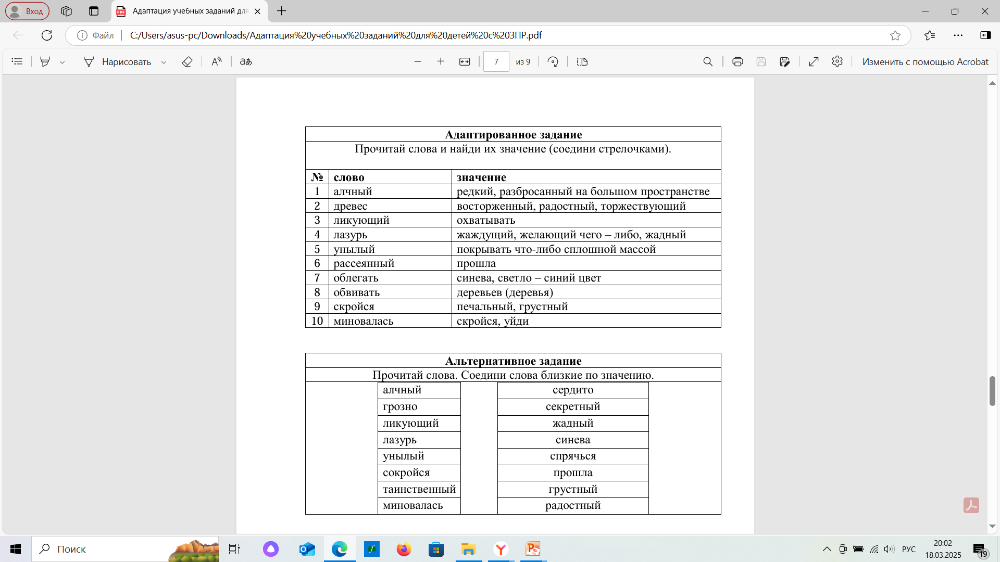 Вход
Адаптация учебных заданий для
Файл
C:/Users/asus-pc/Downloads/Адаптация%20учебных%20заданий%20для%20детей%20с%20ЗПР.pdf
Нарисовать
аあ
7 из 9
Изменить с помощью Acrobat
Адаптированное задание
Прочитай слова и найди их значение (соедини стрелочками).
№ слово значение
1 алчный редкий, разбросанный на большом пространстве
2 древес восторженный, радостный, торжествующий
3 ликующий охватывать
4 лазурь жаждущий, желающий чего – либо, жадный
5 унылый покрывать что-либо сплошной массой
6 рассеянный прошла
7 облегать синева, светло – синий цвет
8 обвивать деревьев (деревья)
9 скройся печальный, грустный
10 миновалась скройся, уйди
Альтернативное задание
Прочитай слова. Соедини слова близкие по значению.
алчный сердито
грозно секретный
ликующий жадный
лазурь синева
унылый спрячься
сокройся прошла
таинственный грустный
миновалась радостный
Поиск
РУС
20:02
18.03.2025
19